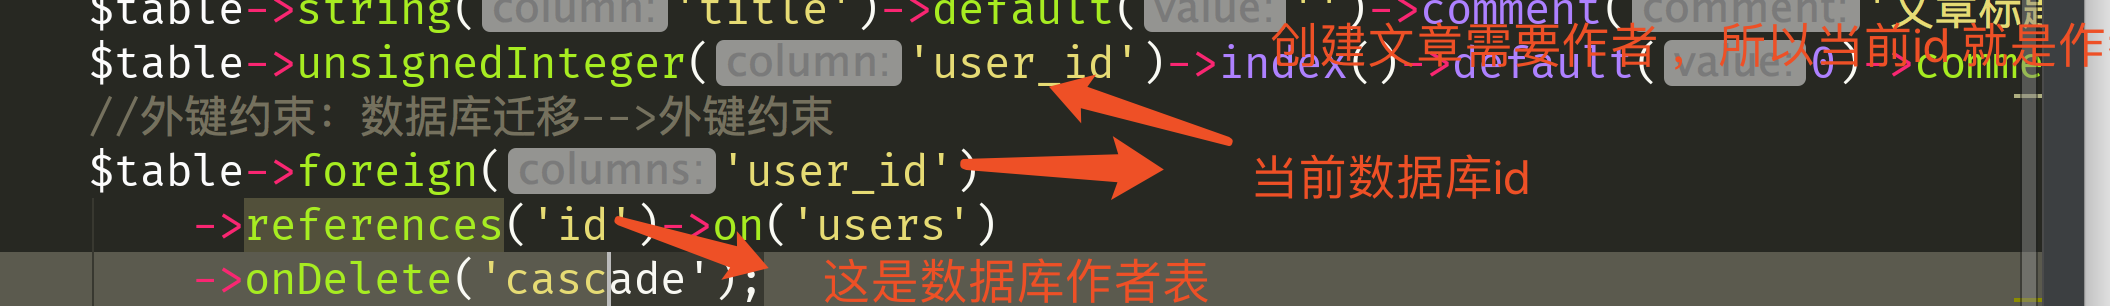 $table->string( column: 'title')->default( value: '')->comment( comment: '文章标题
$table->unsignedInteger( column: 'user_id')->index()->default( value: 0)->comme
创建文章需要作者，所以当前id 就是作
//外键约束：数据库迁移-->外键约束
$table->foreign( columns: 'user_id')
当前数据库id
->references('id')->on('users')
->onDelete('cascade');
这是数据库作者表